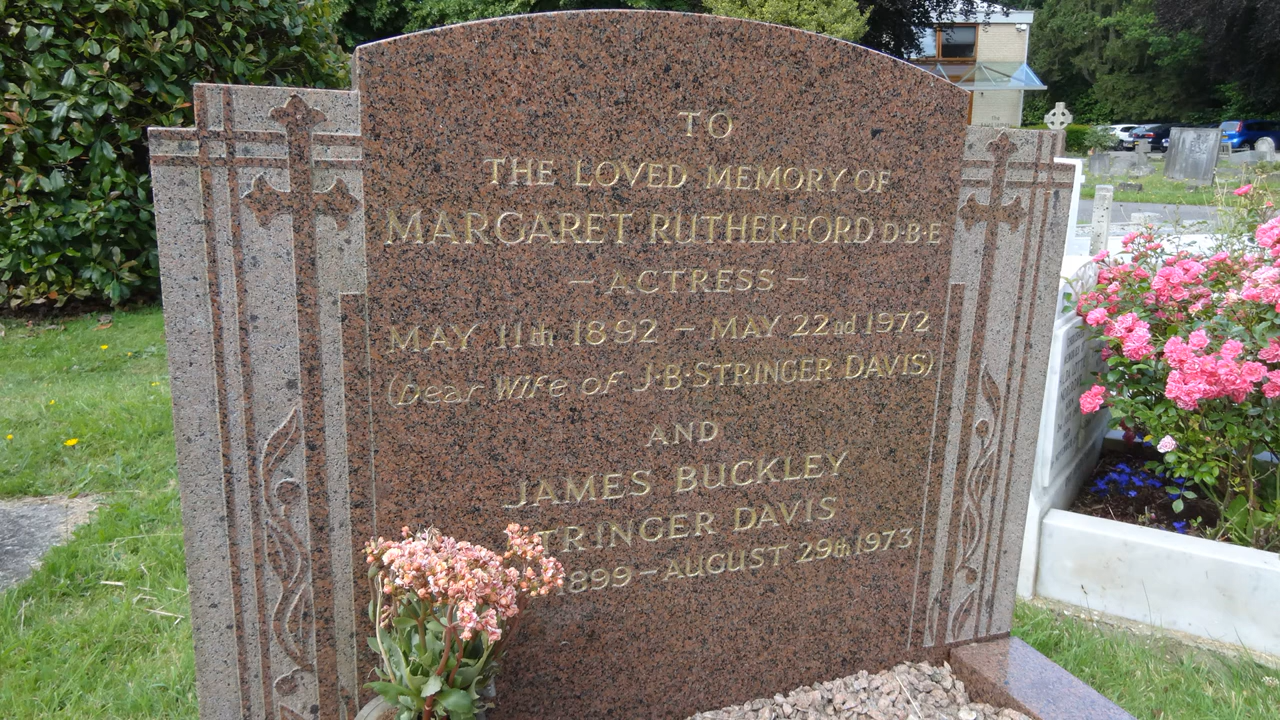 TO
THE LOVED MEMORY OF
MARGARET RUTHERFORD D·B·E
– ACTRESS –
MAY 11th 1892 – MAY 22nd 1972
(Dear Wife of J·B·STRINGER DAVIS)
AND
JAMES BUCKLEY
TRINGER DAVIS
1899 – AUGUST 29th 1973